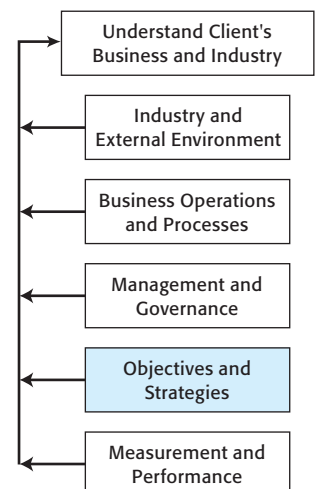 Understand Client's
Business and Industry
Industry and
External Environment
Business Operations
and Processes
Management and
Governance
Objectives and
Strategies
Measurement and
Performance